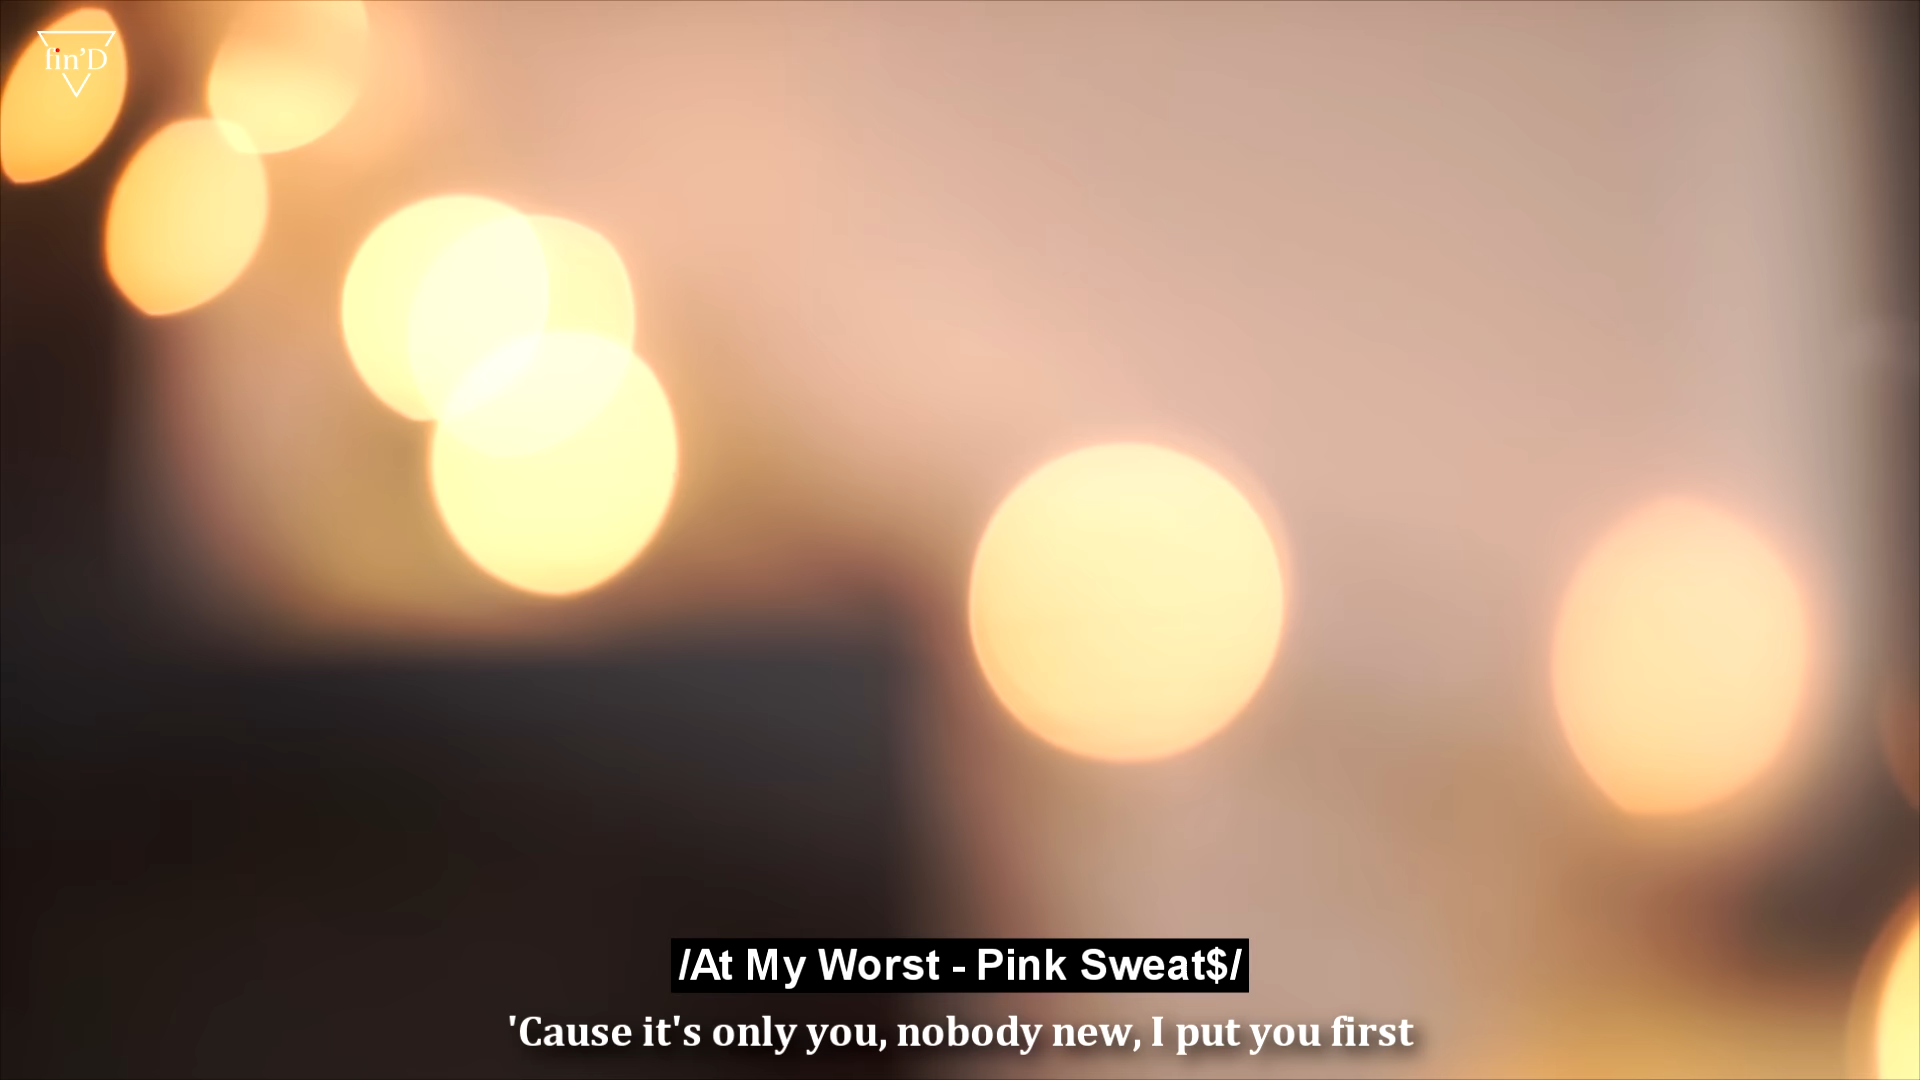 fin'D
/At My Worst - Pink Sweat$/
'Cause it's only you, nobody new, I put you first